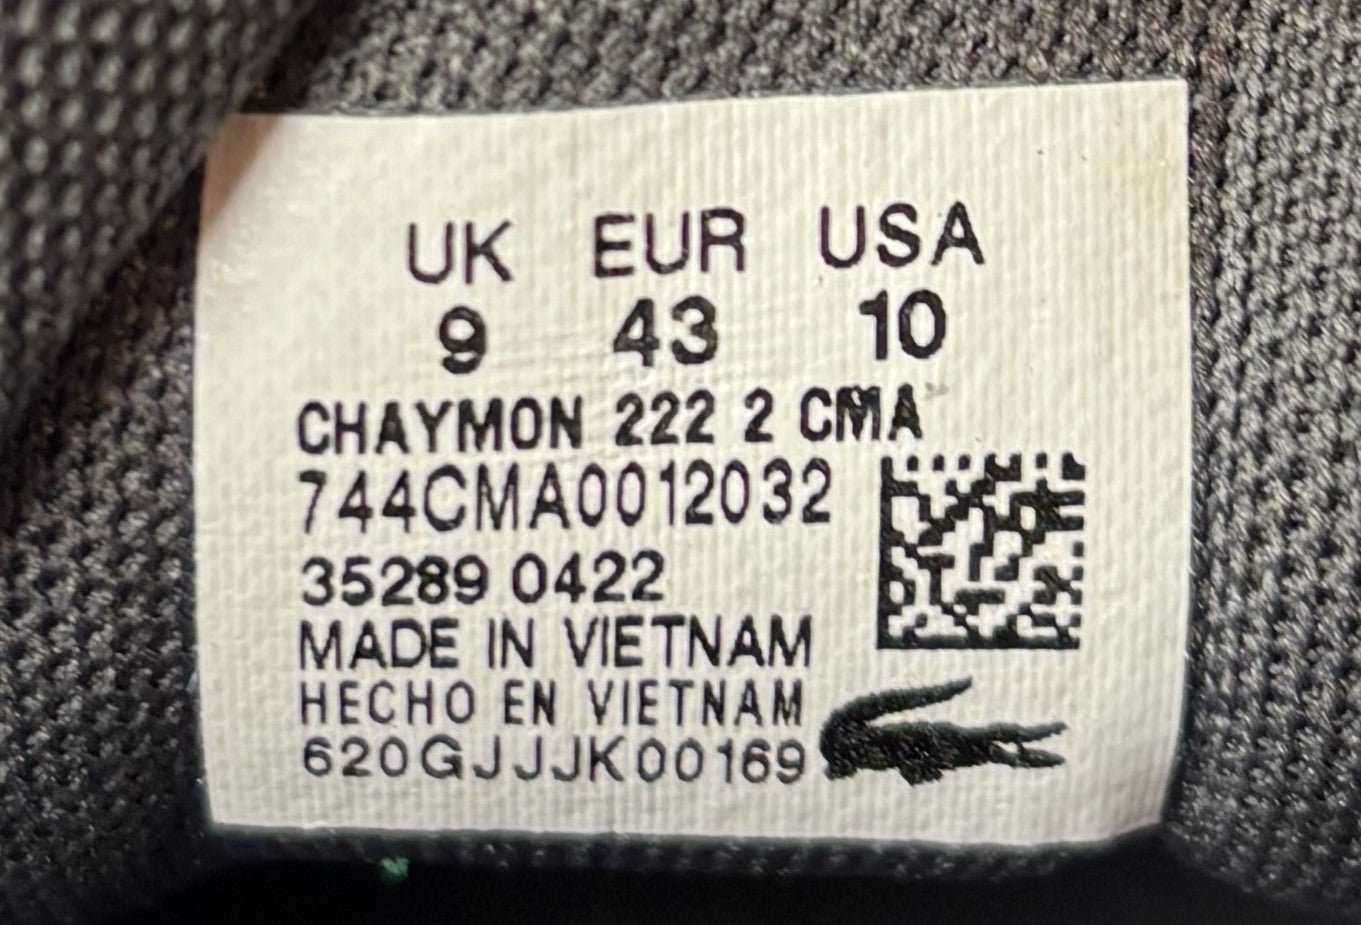 UK EUR USA
9 43 10
CHAYMON 222 2 CMA
744CMA0012032
35289 0422
MADE IN VIETNAM
HECHO EN VIETNAM
620GJJJK00169